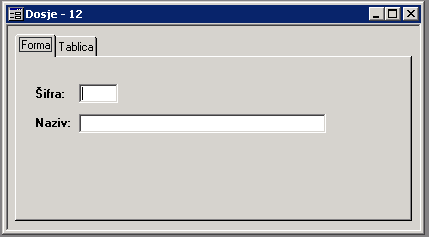 Dosje - 12
Forma Tablica
Šifra:
Naziv: